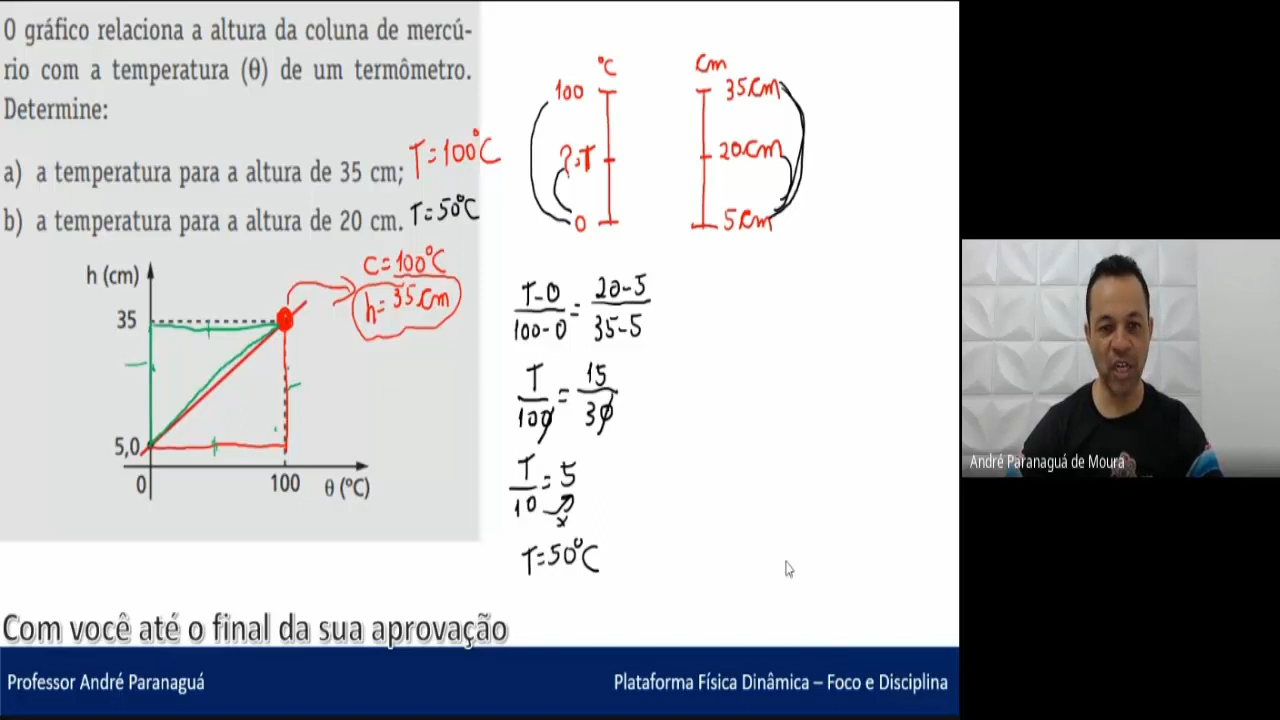 O gráfico relaciona a altura da coluna de mercú-
rio com a temperatura (θ) de um termômetro.
Determine:
a) a temperatura para a altura de 35 cm; T=100°C
b) a temperatura para a altura de 20 cm. T=50°C
h (cm)
35
5,0
0
100
θ (ºC)
C=100°C
h=35Cm
°C
100
?=T
0
Cm
35Cm
20Cm
5Cm
T-0/100-0 = 20-5/35-5
T/100 = 15/30
T/10 = 5
x
T=50°C
André Paranaguá de Moura
Com você até o final da sua aprovação
Professor André Paranaguá
Plataforma Física Dinâmica – Foco e Disciplina